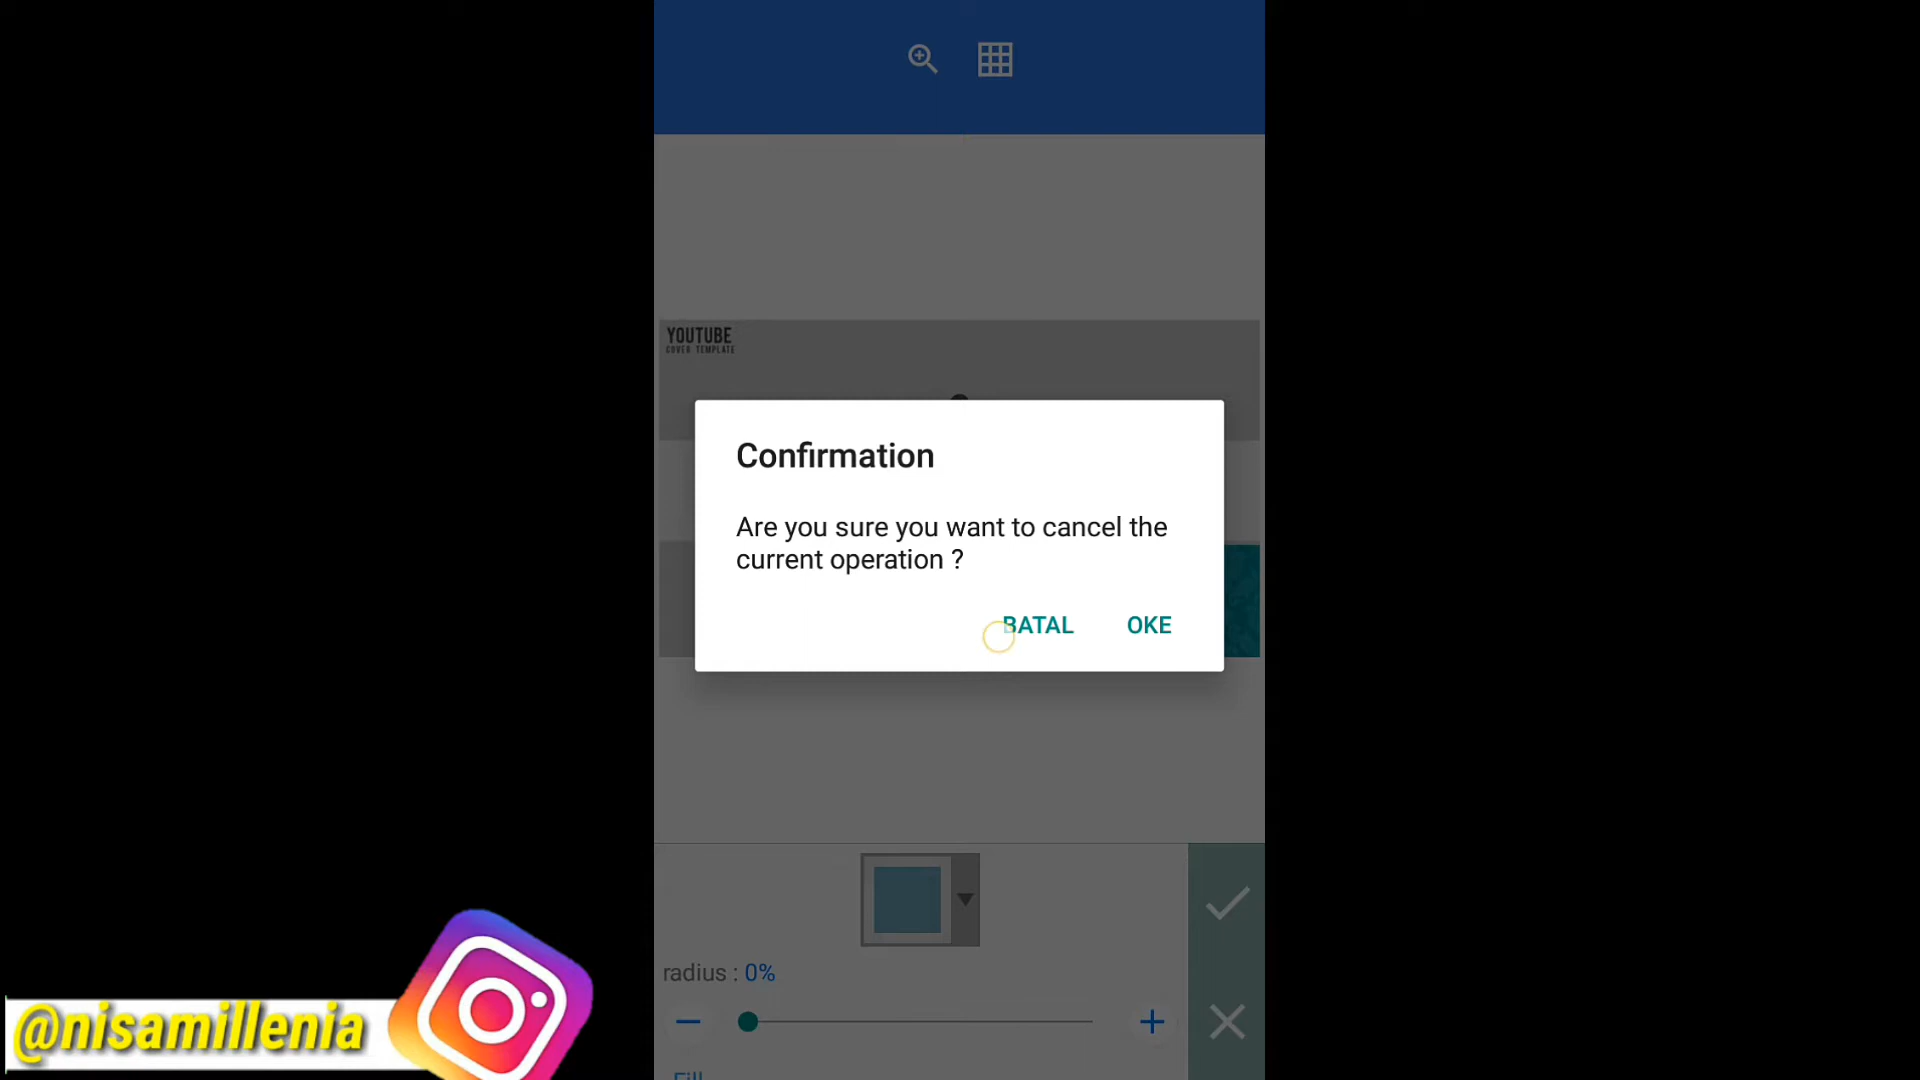 YOUTUBE
COVER TEMPLATE
Confirmation
Are you sure you want to cancel the
current operation ?
BATAL OKE
radius : 0%
Fill
@nisamillenia